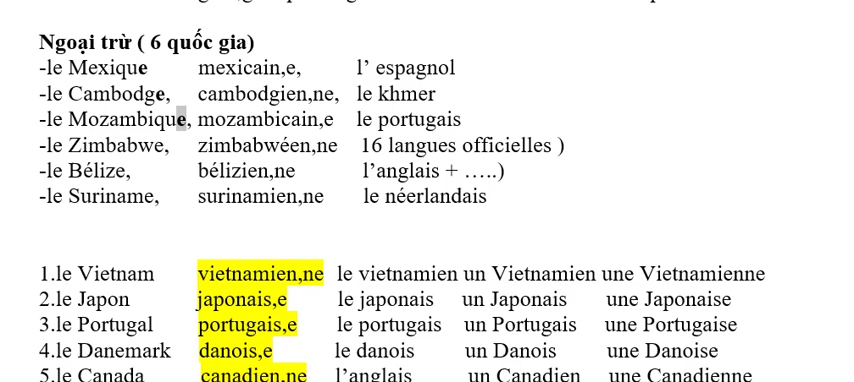 Ngoại trừ ( 6 quốc gia)
-le Mexique mexicain,e, l’ espagnol
-le Cambodge, cambodgien,ne, le khmer
-le Mozambique, mozambicain,e le portugais
-le Zimbabwe, zimbabwéen,ne 16 langues officielles )
-le Bélize, bélizien,ne l’anglais + …..)
-le Suriname, surinamien,ne le néerlandais
1.le Vietnam vietnamien,ne le vietnamien un Vietnamien une Vietnamienne
2.le Japon japonais,e le japonais un Japonais une Japonaise
3.le Portugal portugais,e le portugais un Portugais une Portugaise
4.le Danemark danois,e le danois un Danois une Danoise
5.le Canada canadien,ne l’anglais un Canadien une Canadienne